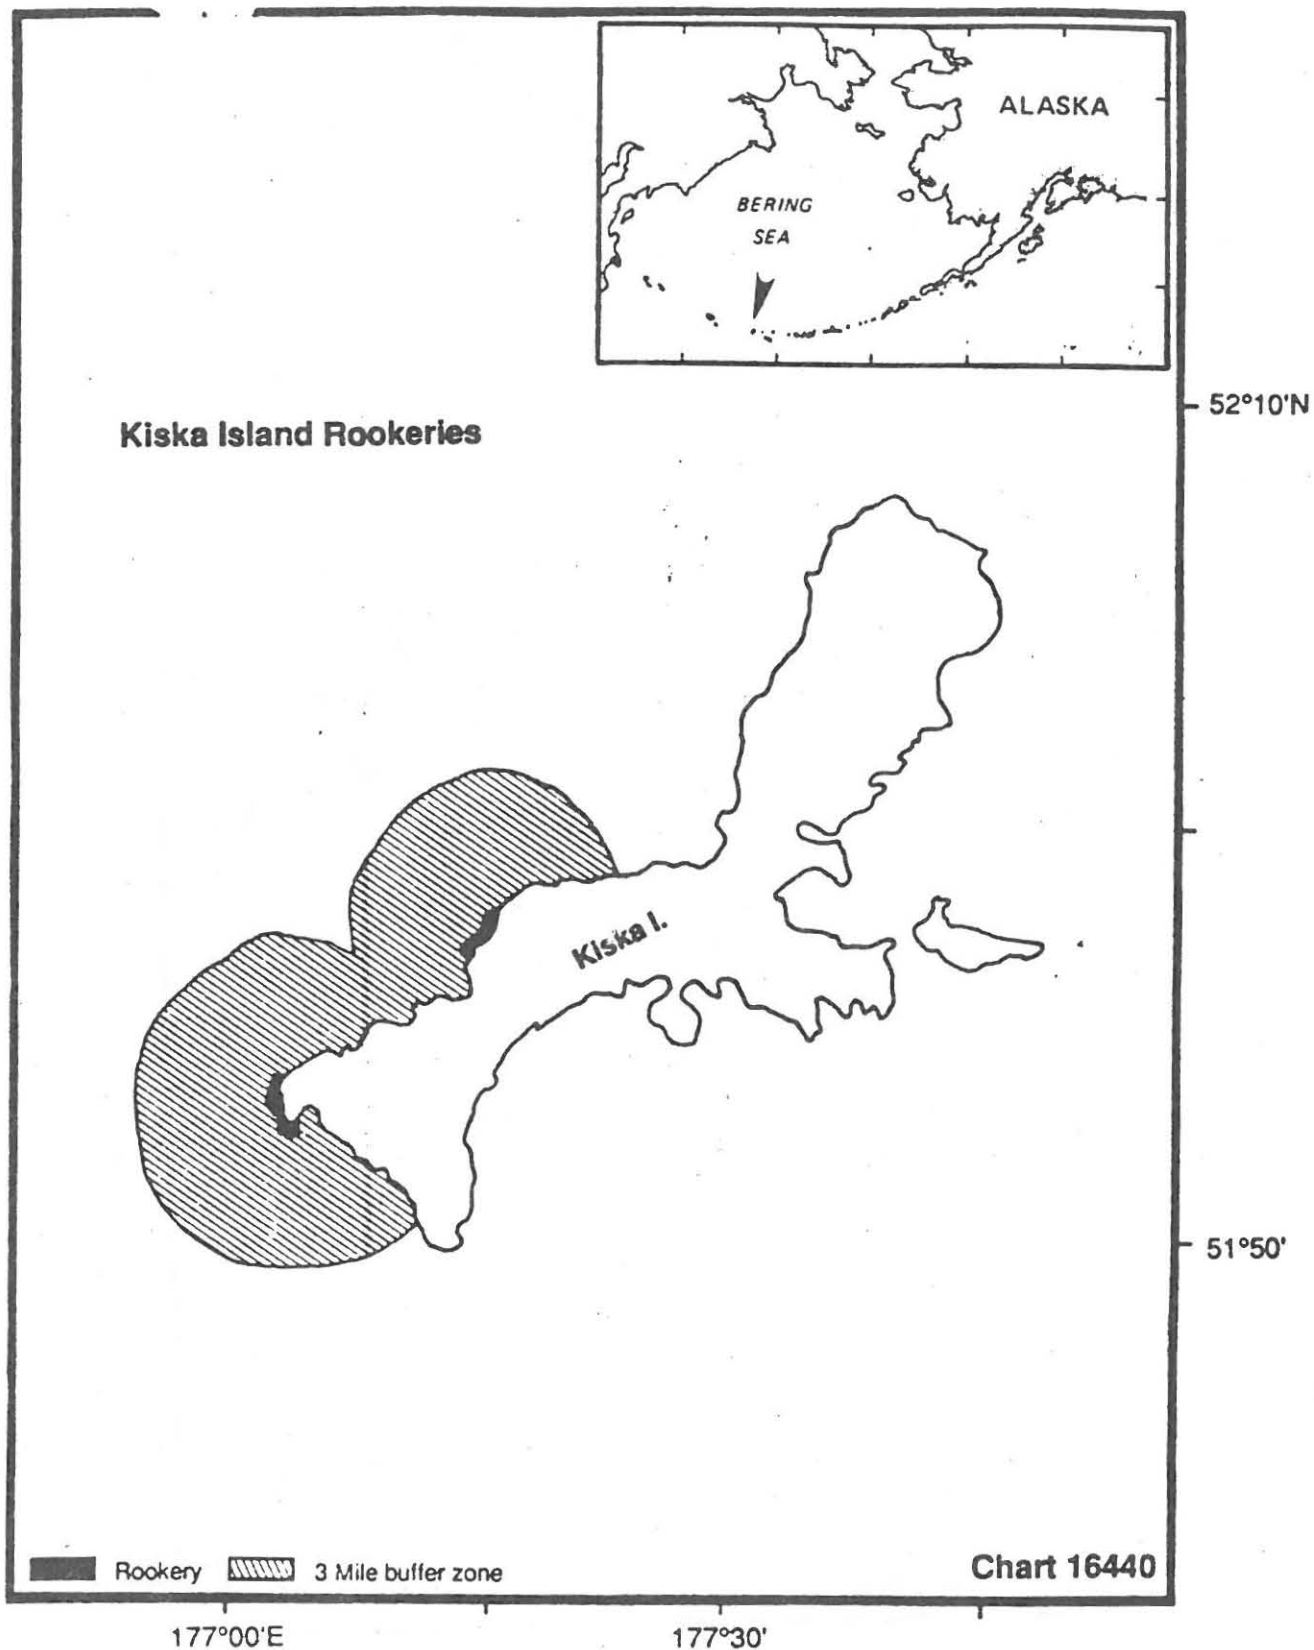 ALASKA
BERING
SEA
52°10'N
Kiska Island Rookeries
Kiska I.
51°50'
Rookery
3 Mile buffer zone
Chart 16440
177°00'E
177°30'